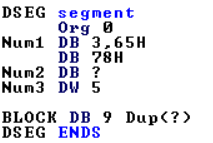 DSEG segment
Org 0
Num1 DB 3,65H
DB 78H
Num2 DB ?
Num3 DW 5
BLOCK DB 9 Dup(?)
DSEG ENDS